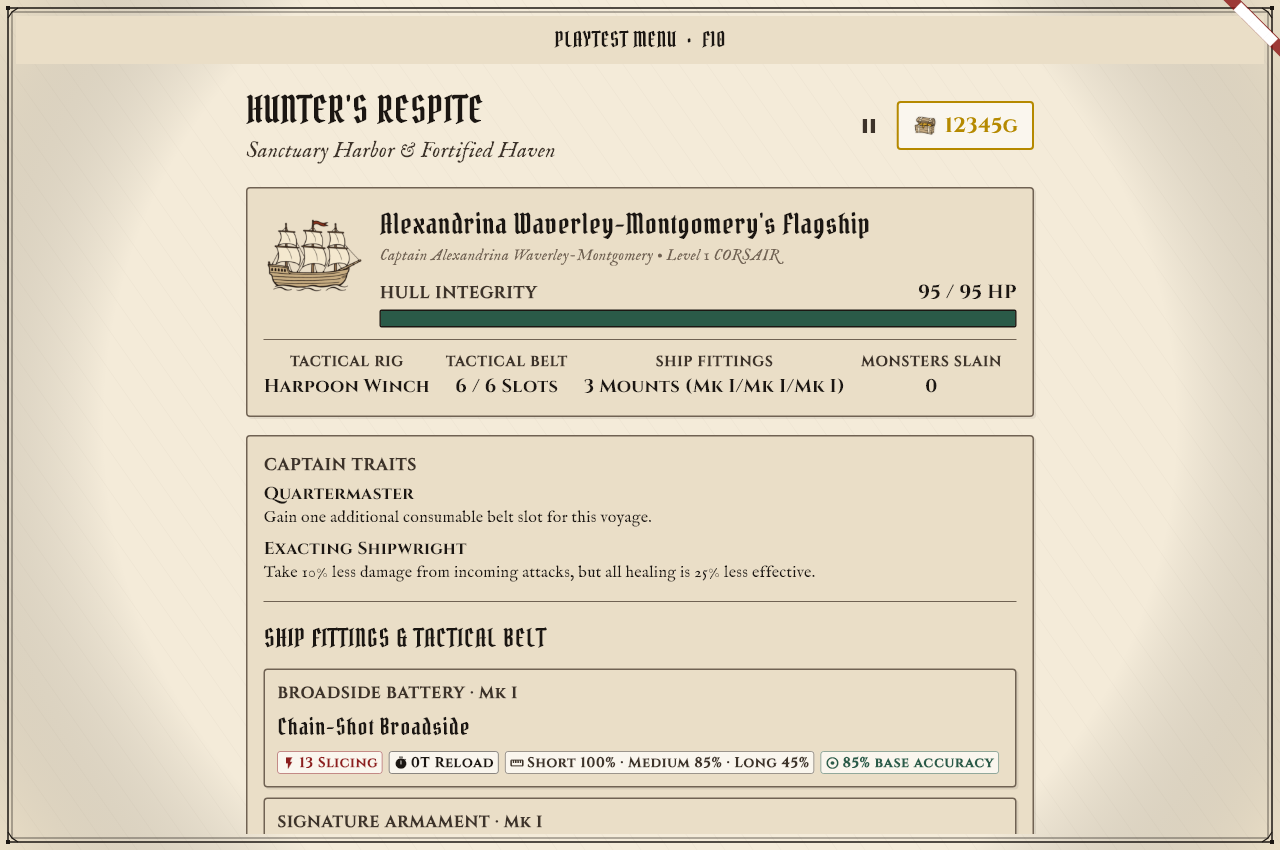 PLAYTEST MENU · F10
HUNTER'S RESPITE
Sanctuary Harbor & Fortified Haven
12345G
Alexandrina Waverley-Montgomery's Flagship
Captain Alexandrina Waverley-Montgomery • Level 1 CORSAIR
HULL INTEGRITY 95 / 95 HP
TACTICAL RIG TACTICAL BELT SHIP FITTINGS MONSTERS SLAIN
Harpoon Winch 6 / 6 Slots 3 Mounts (Mk I/Mk I/Mk I) 0
CAPTAIN TRAITS
Quartermaster
Gain one additional consumable belt slot for this voyage.
Exacting Shipwright
Take 10% less damage from incoming attacks, but all healing is 25% less effective.
SHIP FITTINGS & TACTICAL BELT
BROADSIDE BATTERY · Mk I
Chain-Shot Broadside
13 Slicing 0T Reload Short 100% · Medium 85% · Long 45% 85% base accuracy
SIGNATURE ARMAMENT · Mk I